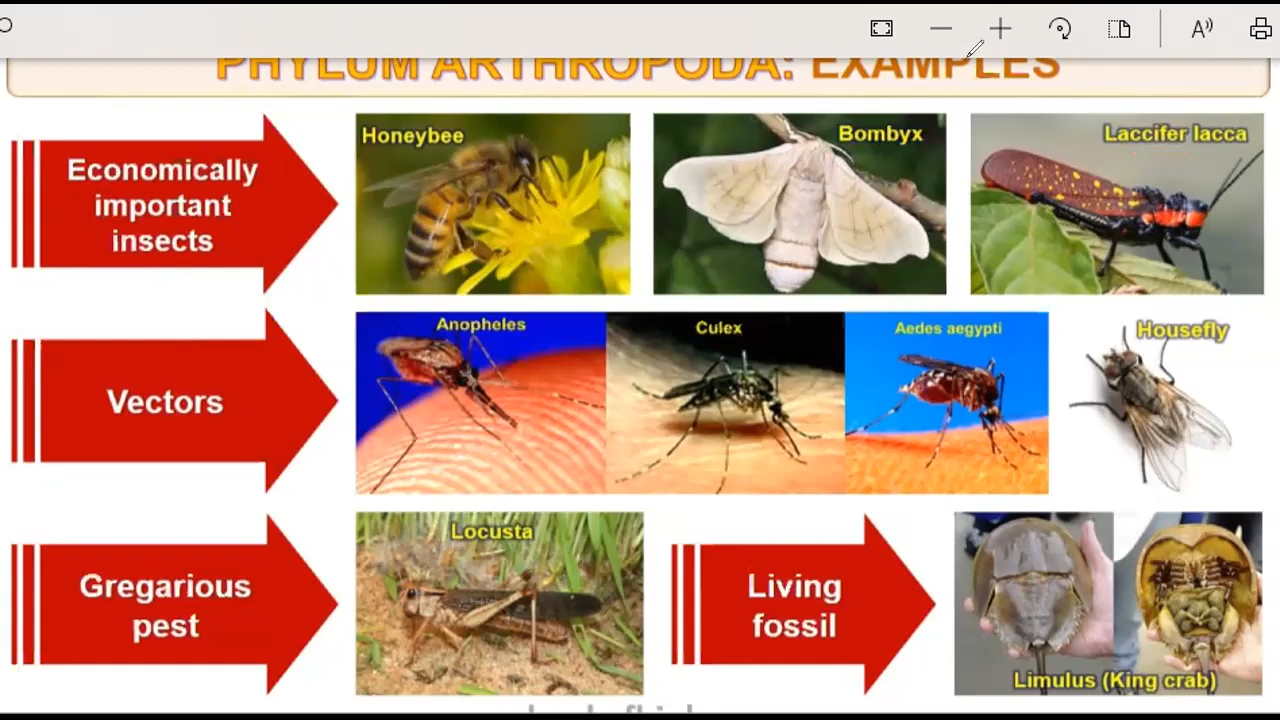 PHYLUM ARTHROPODA: EXAMPLES
Economically
important
insects
Honeybee
Bombyx
Laccifer lacca
Vectors
Anopheles
Culex
Aedes aegypti
Housefly
Gregarious
pest
Locusta
Living
fossil
Limulus (King crab)